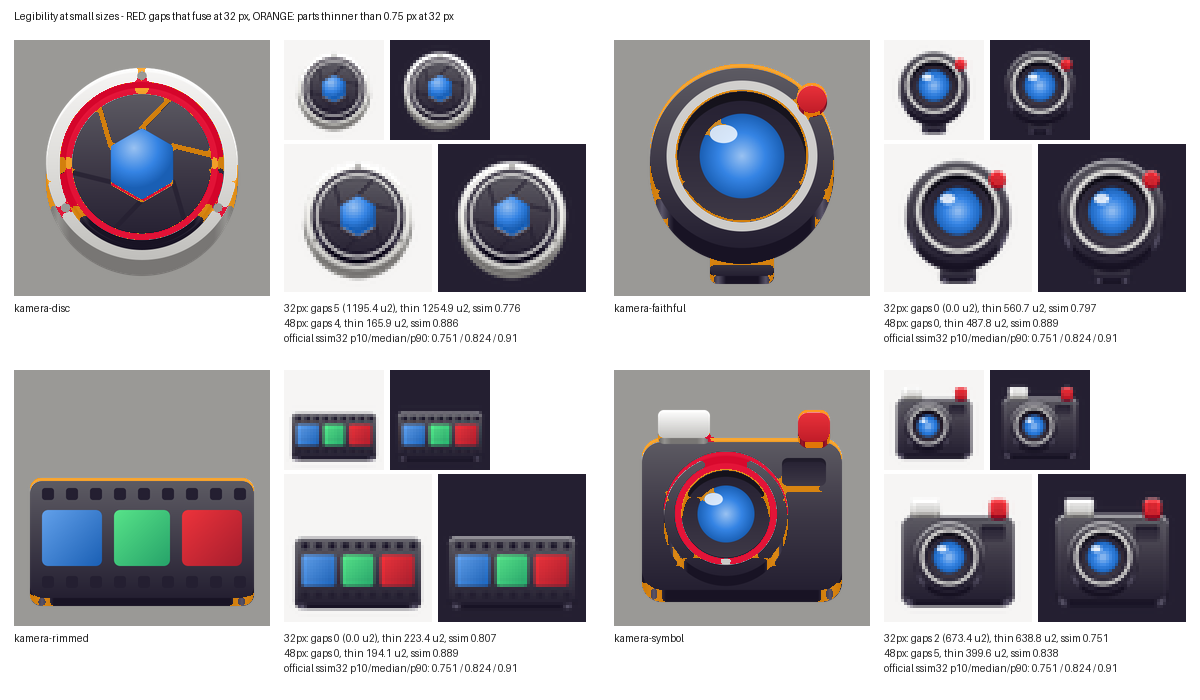 Legibility at small sizes - RED: gaps that fuse at 32 px, ORANGE: parts thinner than 0.75 px at 32 px
kamera-disc
32px: gaps 5 (1195.4 u2), thin 1254.9 u2, ssim 0.776
48px: gaps 4, thin 165.9 u2, ssim 0.886
official ssim32 p10/median/p90: 0.751 / 0.824 / 0.91
kamera-faithful
32px: gaps 0 (0.0 u2), thin 560.7 u2, ssim 0.797
48px: gaps 0, thin 487.8 u2, ssim 0.889
official ssim32 p10/median/p90: 0.751 / 0.824 / 0.91
kamera-rimmed
32px: gaps 0 (0.0 u2), thin 223.4 u2, ssim 0.807
48px: gaps 0, thin 194.1 u2, ssim 0.889
official ssim32 p10/median/p90: 0.751 / 0.824 / 0.91
kamera-symbol
32px: gaps 2 (673.4 u2), thin 638.8 u2, ssim 0.751
48px: gaps 5, thin 399.6 u2, ssim 0.838
official ssim32 p10/median/p90: 0.751 / 0.824 / 0.91